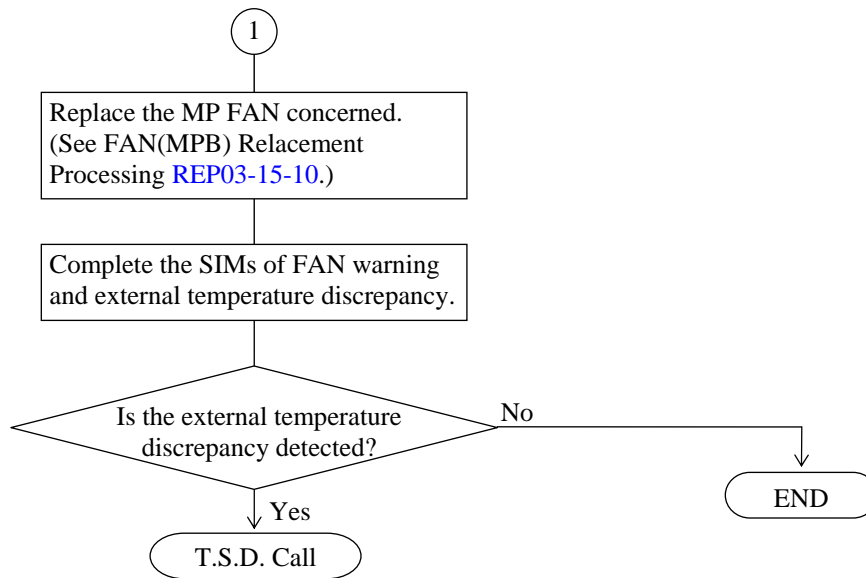 1
Replace the MP FAN concerned.
(See FAN(MPB) Relacement
Processing REP03-15-10.)
Complete the SIMs of FAN warning
and external temperature discrepancy.
Is the external temperature
discrepancy detected?
No
END
Yes
T.S.D. Call